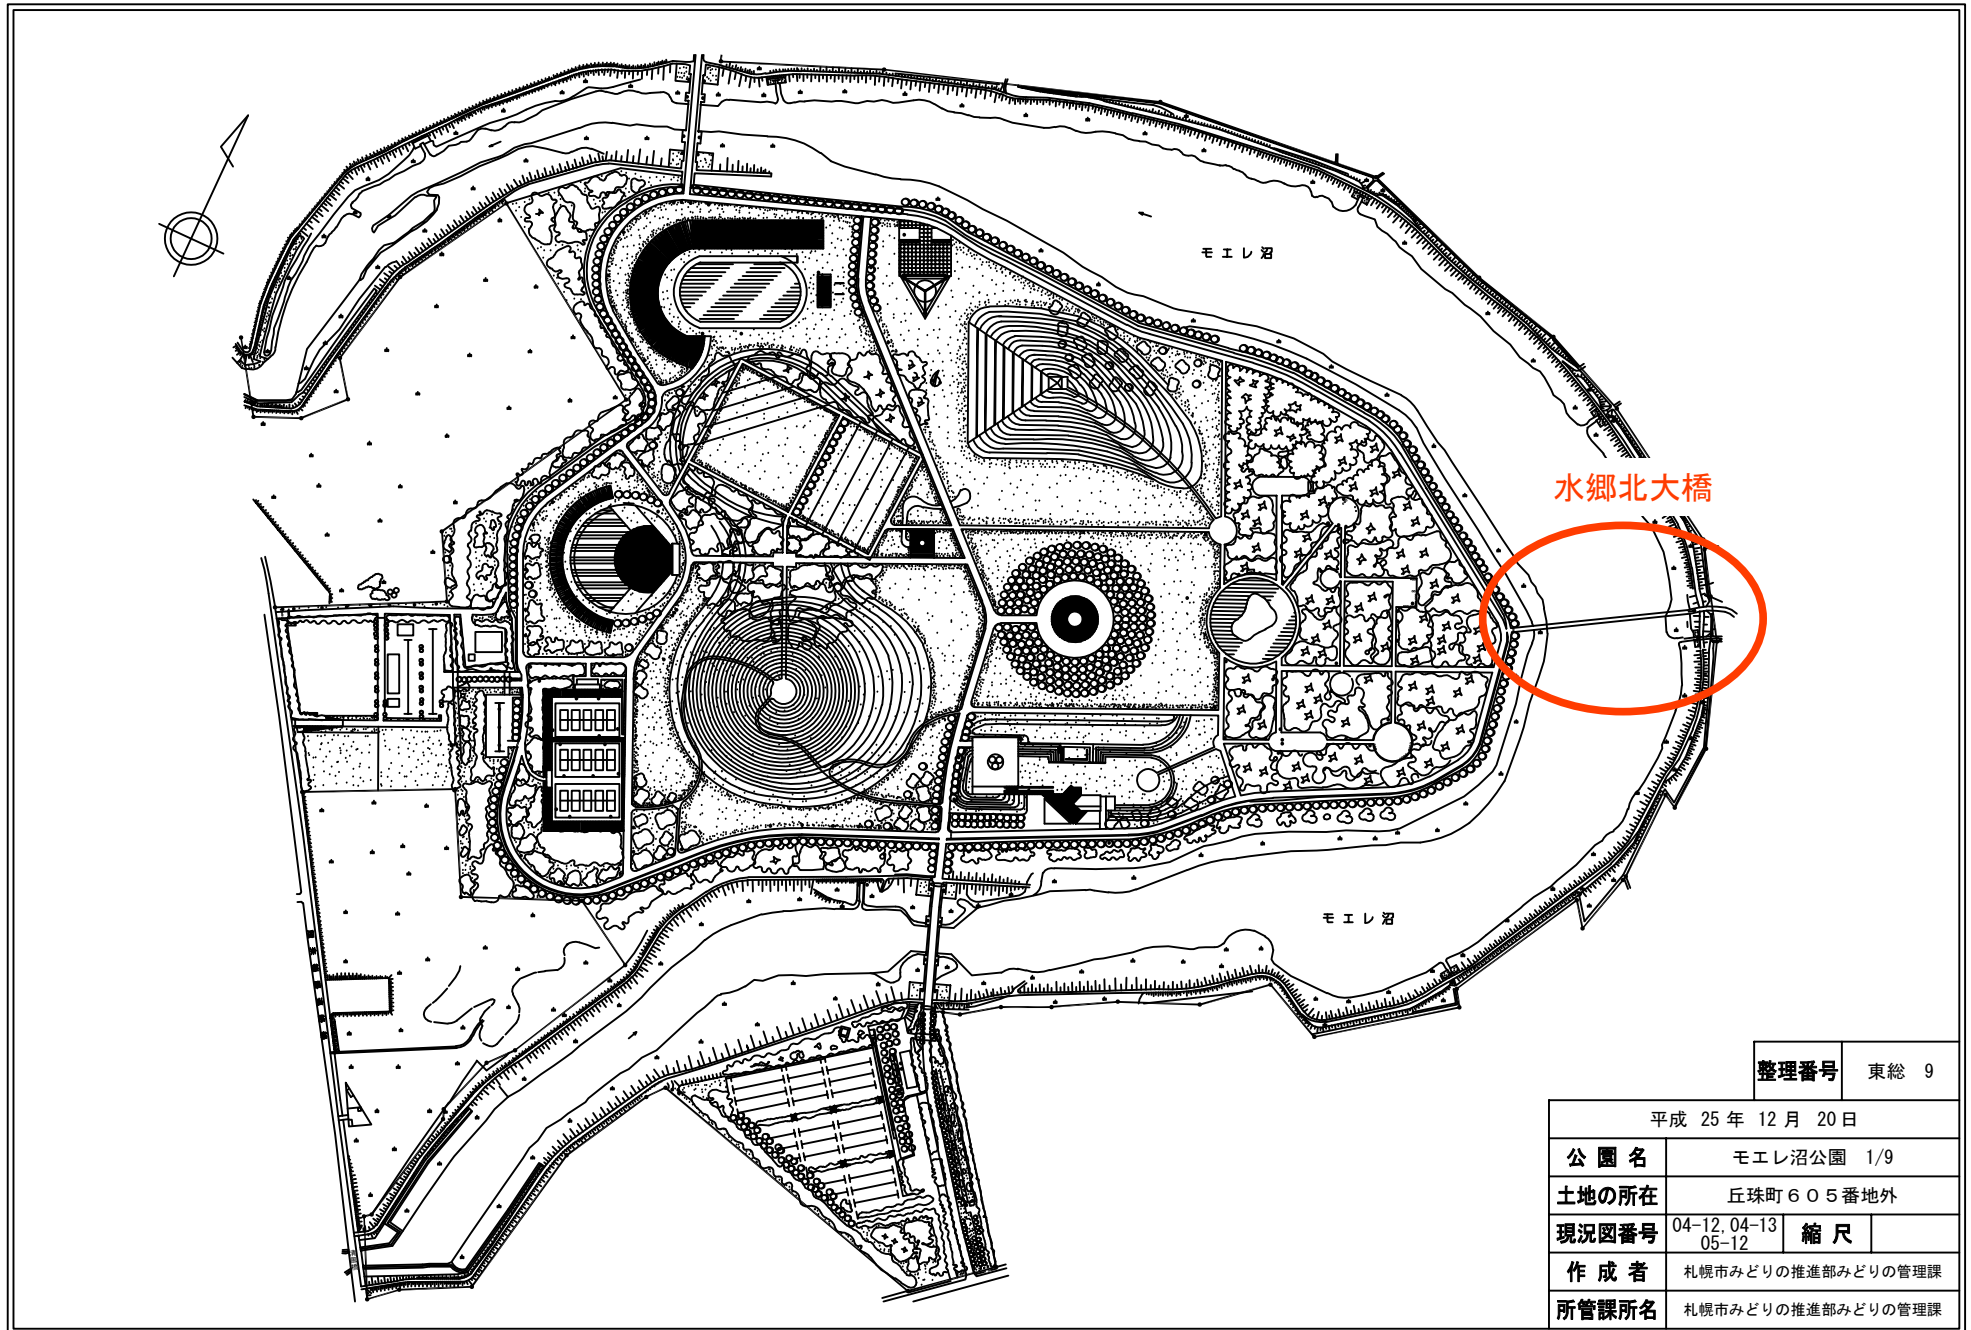 モエレ沼
水郷北大橋
モエレ沼
整理番号 東総 9
平成 25 年 12 月 20 日
公 園 名 モエレ沼公園 1/9
土地の所在 丘珠町605番地外
現況図番号 04-12,04-13 縮 尺
05-12
作 成 者 札幌市みどりの推進部みどりの管理課
所管課所名 札幌市みどりの推進部みどりの管理課